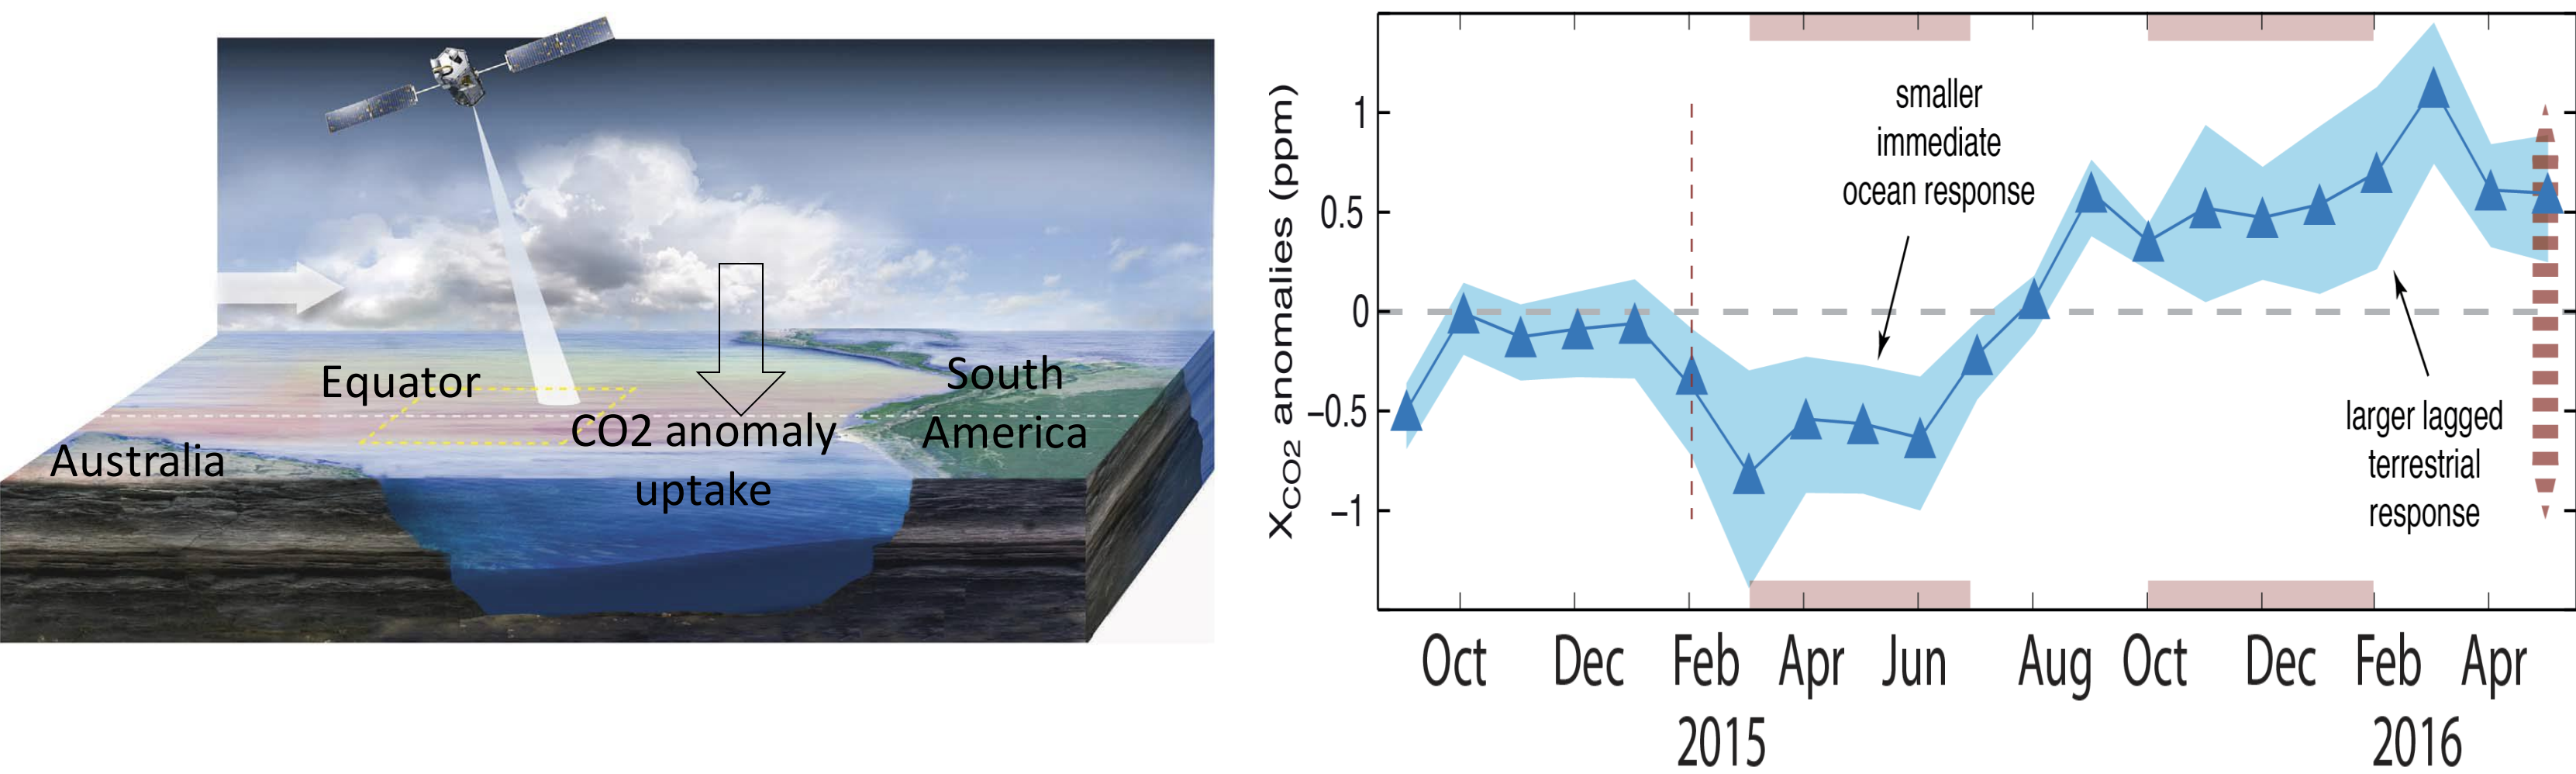 Equator
South
America
CO2 anomaly
uptake
Australia
X_CO2 anomalies (ppm)
1
0.5
0
−0.5
−1
smaller
immediate
ocean response
larger lagged
terrestrial
response
Oct Dec Feb Apr Jun Aug Oct Dec Feb Apr
2015 2016